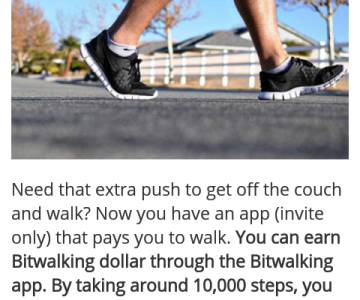 Need that extra push to get off the couch
and walk? Now you have an app (invite
only) that pays you to walk. You can earn
Bitwalking dollar through the Bitwalking
app. By taking around 10,000 steps, you